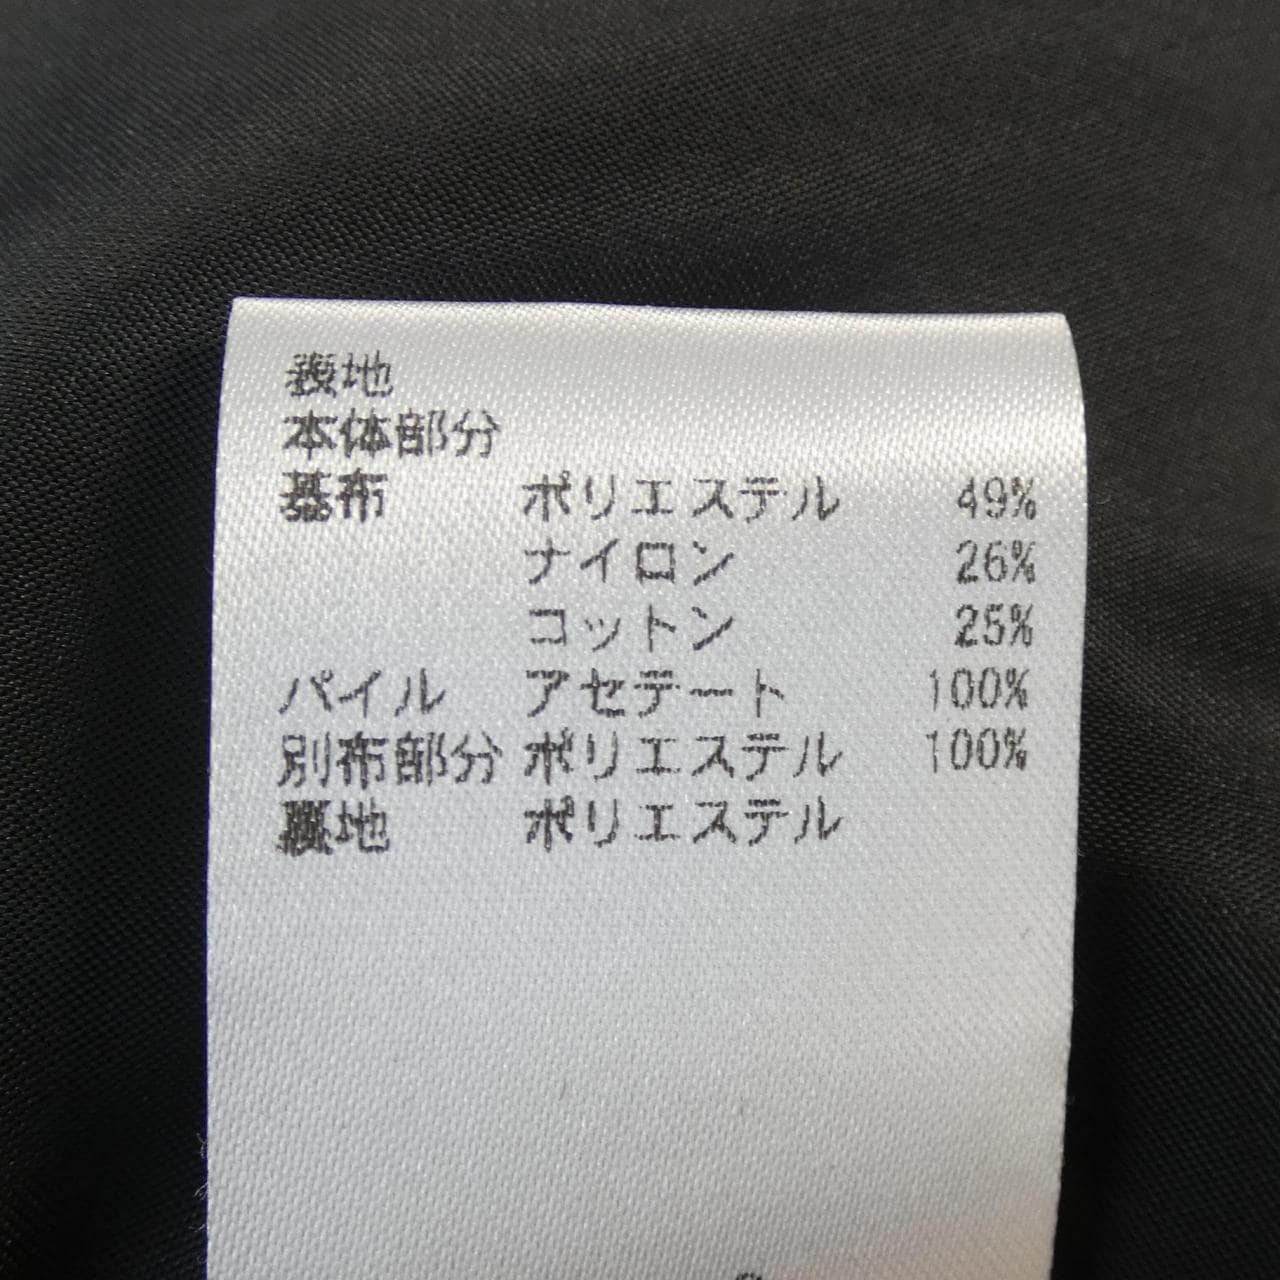 表地
本体部分
基布 ポリエステル 49%
ナイロン 26%
コットン 25%
パイル アセテート 100%
別布部分 ポリエステル 100%
裏地 ポリエステル